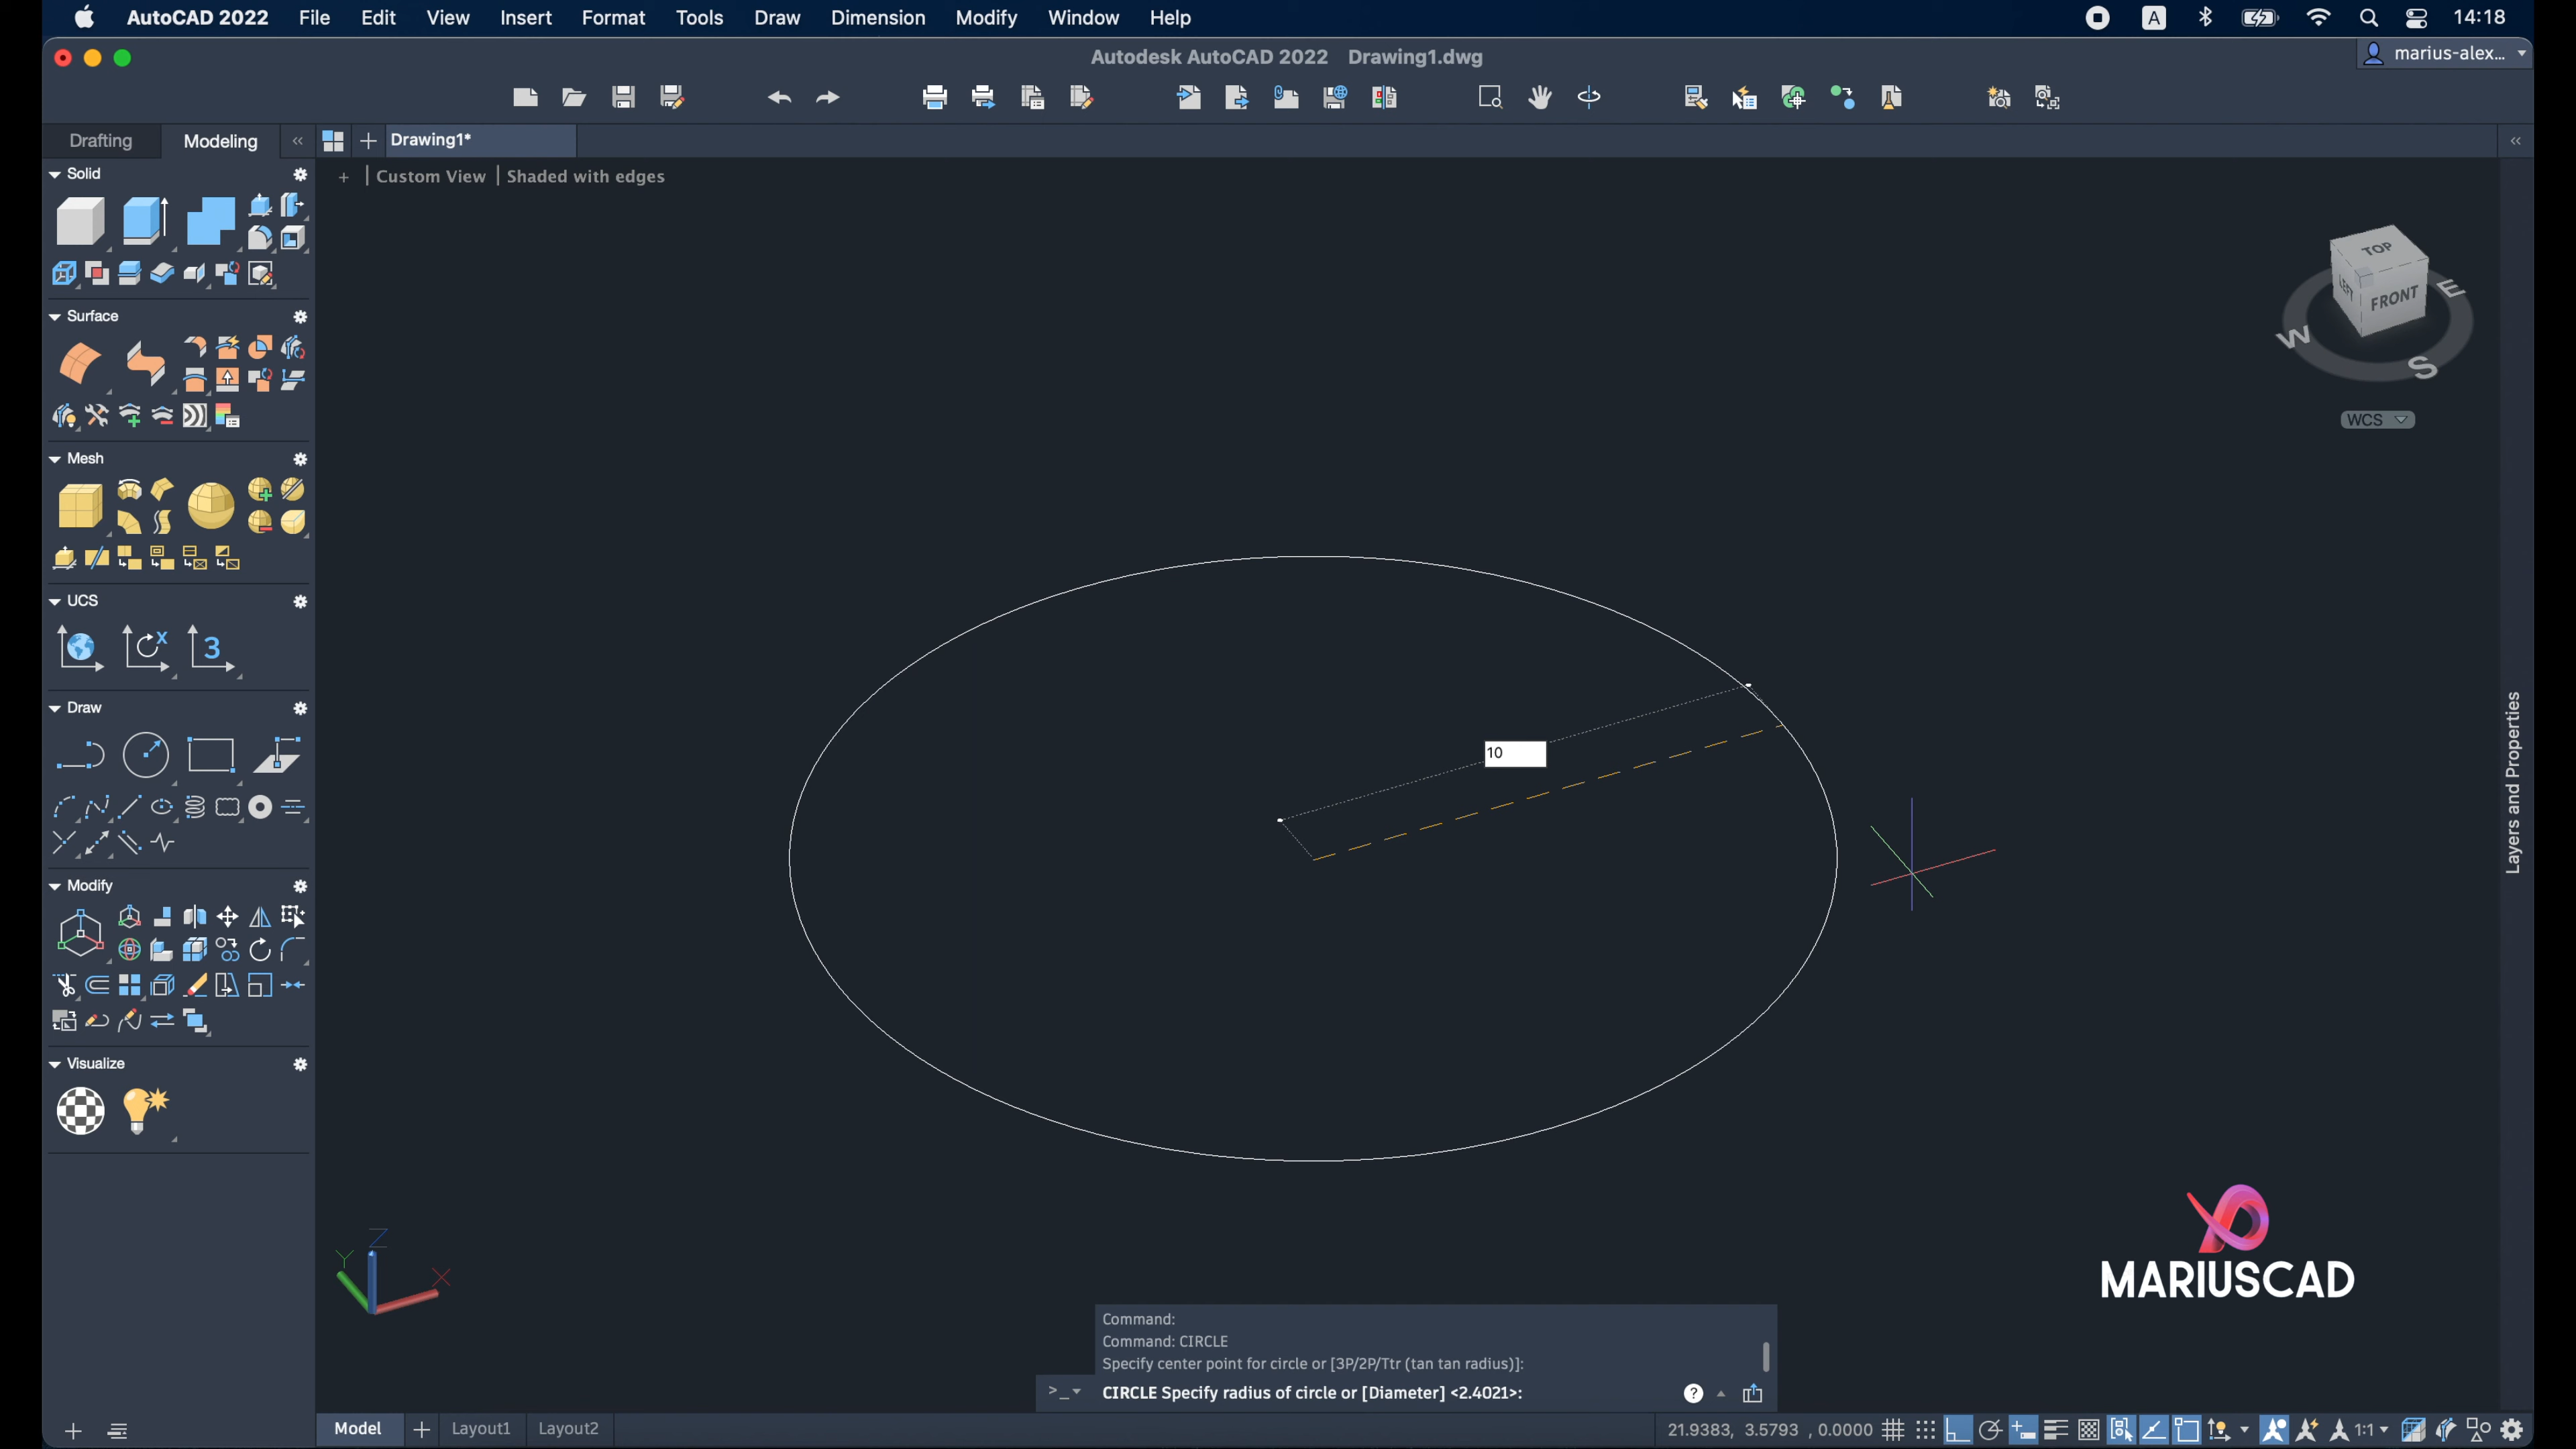 AutoCAD 2022 File Edit View Insert Format Tools Draw Dimension Modify Window Help A 14:18
Autodesk AutoCAD 2022 Drawing1.dwg
marius-alex...
Drafting Modeling « + Drawing1* «
Solid
+ | Custom View | Shaded with edges
TOP
LEFT
FRONT
E
W
S
WCS
Surface
Mesh
UCS
X
3
Draw
10
Layers and Properties
Modify
Visualize
Z
Y
X
MARIUSCAD
Command:
Command: CIRCLE
Specify center point for circle or [3P/2P/Ttr (tan tan radius)]:
>_ CIRCLE Specify radius of circle or [Diameter] <2.4021>: ?
Model + Layout1 Layout2 21.9383, 3.5793 , 0.0000 1:1